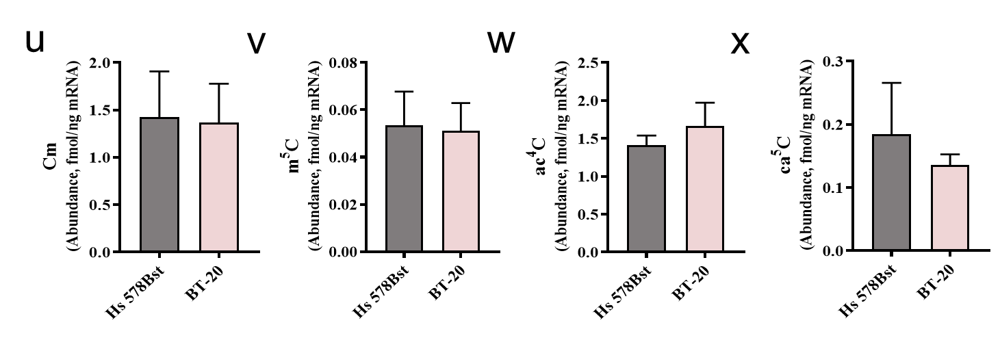 u
Cm
(Abundance, fmol/ng mRNA)
2.0
1.5
1.0
0.5
0.0
Hs 578Bst
BT-20
v
m⁵C
(Abundance, fmol/ng mRNA)
0.08
0.06
0.04
0.02
0.00
Hs 578Bst
BT-20
w
ac⁴C
(Abundance, fmol/ng mRNA)
2.5
2.0
1.5
1.0
0.5
0.0
Hs 578Bst
BT-20
x
ca⁵C
(Abundance, fmol/ng mRNA)
0.3
0.2
0.1
0.0
Hs 578Bst
BT-20